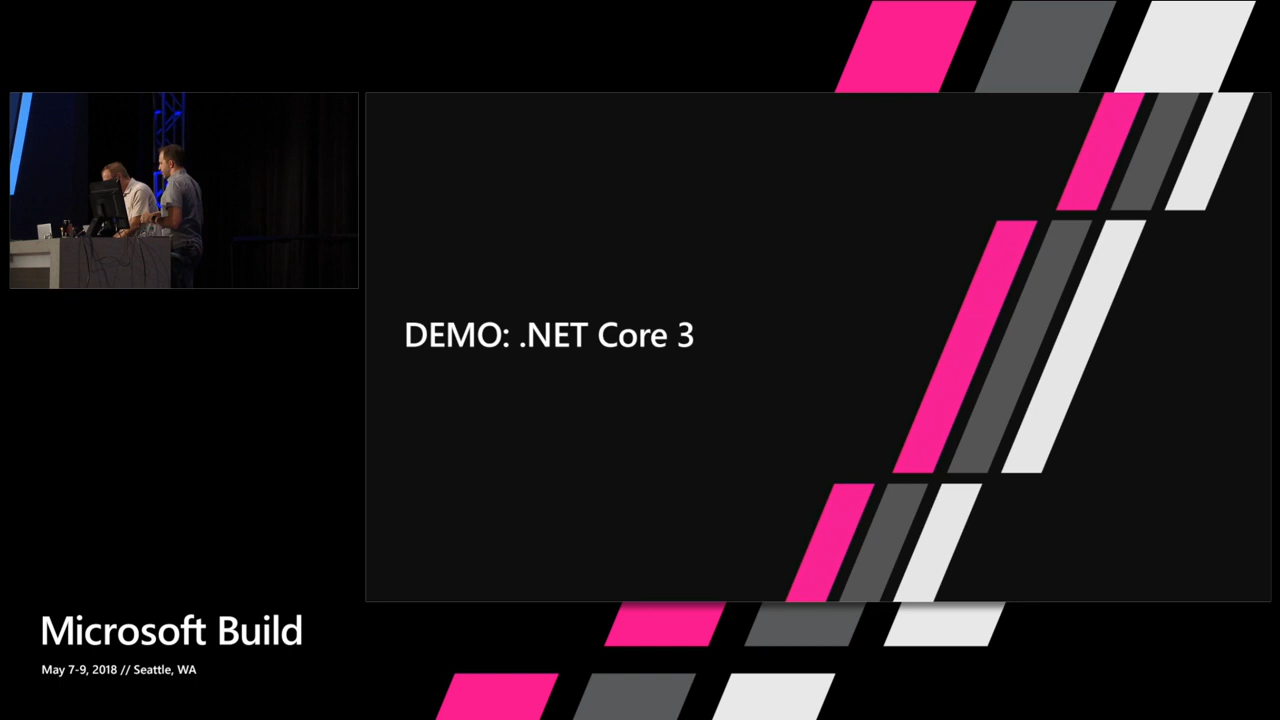 DEMO: .NET Core 3
Microsoft Build
May 7-9, 2018 // Seattle, WA